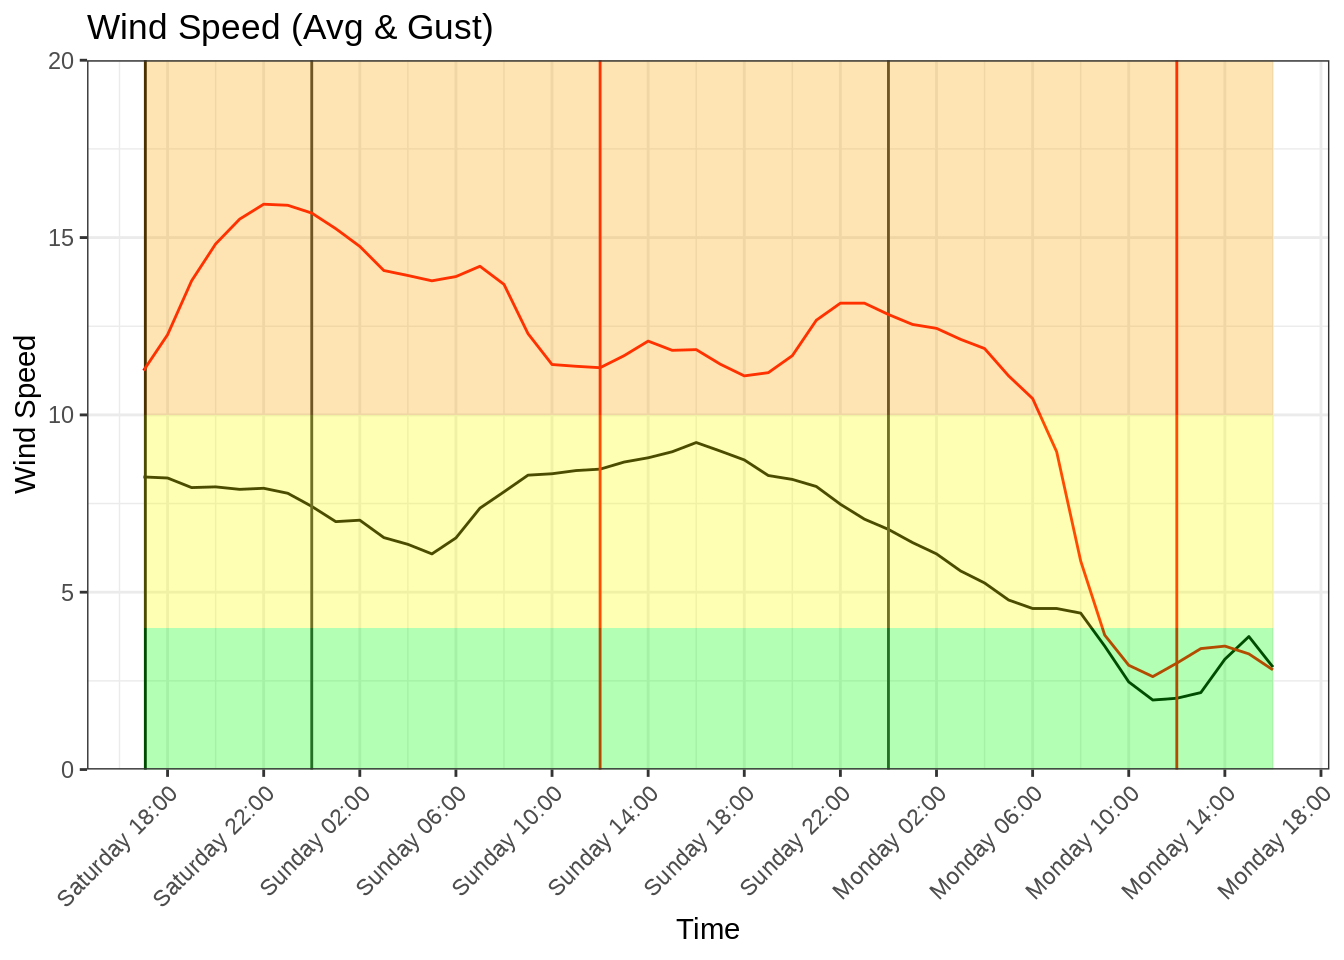 Wind Speed (Avg & Gust)
20
15
10
5
0
Wind Speed
Saturday 18:00
Saturday 22:00
Sunday 02:00
Sunday 06:00
Sunday 10:00
Sunday 14:00
Sunday 18:00
Sunday 22:00
Monday 02:00
Monday 06:00
Monday 10:00
Monday 14:00
Monday 18:00
Time